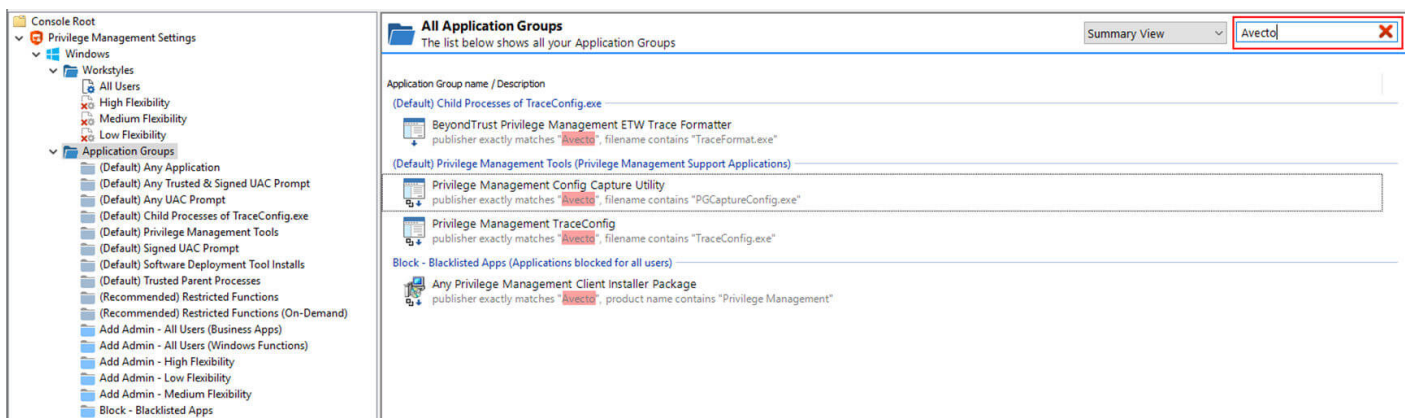 Console Root
Privilege Management Settings
Windows
Workstyles
All Users
High Flexibility
Medium Flexibility
Low Flexibility
Application Groups
(Default) Any Application
(Default) Any Trusted & Signed UAC Prompt
(Default) Any UAC Prompt
(Default) Child Processes of TraceConfig.exe
(Default) Privilege Management Tools
(Default) Signed UAC Prompt
(Default) Software Deployment Tool Installs
(Default) Trusted Parent Processes
(Recommended) Restricted Functions
(Recommended) Restricted Functions (On-Demand)
Add Admin - All Users (Business Apps)
Add Admin - All Users (Windows Functions)
Add Admin - High Flexibility
Add Admin - Low Flexibility
Add Admin - Medium Flexibility
Block - Blacklisted Apps
All Application Groups
The list below shows all your Application Groups
Summary View
Avecto
Application Group name / Description
(Default) Child Processes of TraceConfig.exe
BeyondTrust Privilege Management ETW Trace Formatter
publisher exactly matches "Avecto", filename contains "TraceFormat.exe"
(Default) Privilege Management Tools (Privilege Management Support Applications)
Privilege Management Config Capture Utility
publisher exactly matches "Avecto", filename contains "PGCaptureConfig.exe"
Privilege Management TraceConfig
publisher exactly matches "Avecto", filename contains "TraceConfig.exe"
Block - Blacklisted Apps (Applications blocked for all users)
Any Privilege Management Client Installer Package
publisher exactly matches "Avecto", product name contains "Privilege Management"